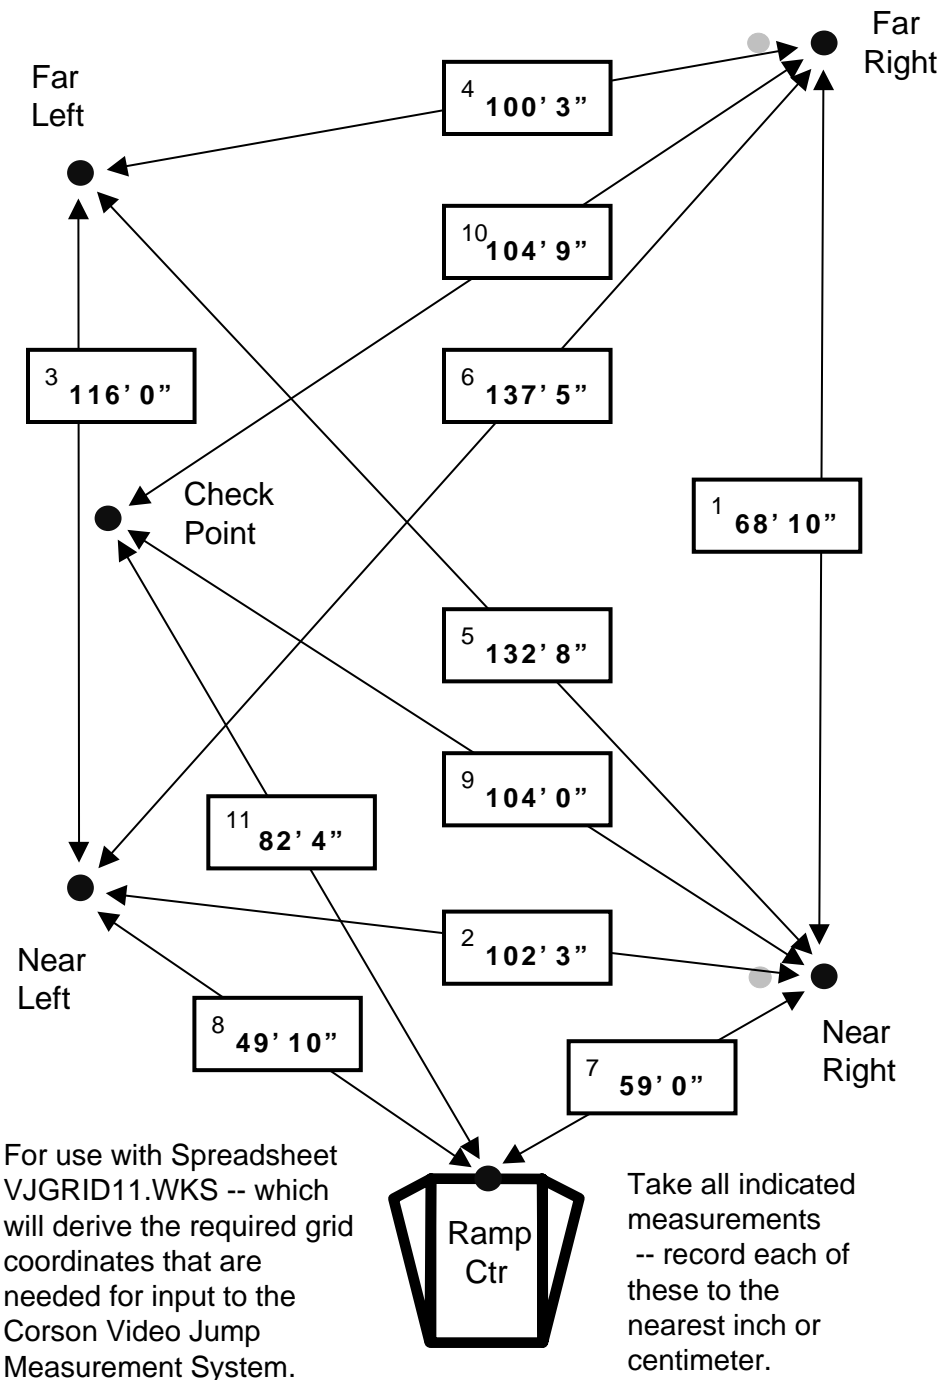 Far
Right
Far
Left
4 100’ 3”
10 104’ 9”
3 116’ 0”
6 137’ 5”
Check
Point
1 68’ 10”
5 132’ 8”
9 104’ 0”
11 82’ 4”
2 102’ 3”
Near
Left
8 49’ 10”
Near
Right
7 59’ 0”
Ramp
Ctr
For use with Spreadsheet
VJGRID11.WKS -- which
will derive the required grid
coordinates that are
needed for input to the
Corson Video Jump
Measurement System.
Take all indicated
measurements
-- record each of
these to the
nearest inch or
centimeter.